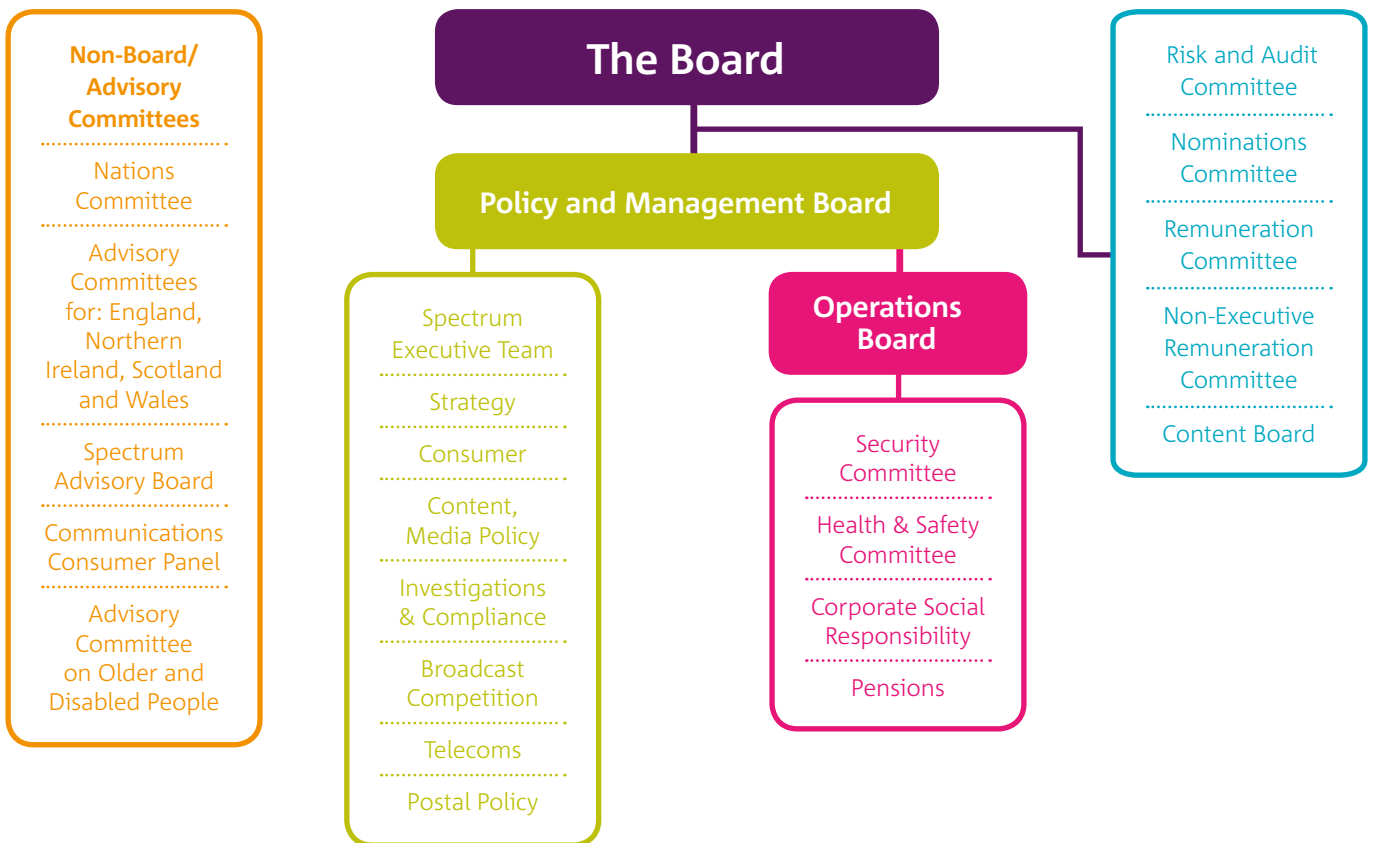 Non-Board/
Advisory
Committees
Nations
Committee
Advisory
Committees
for: England,
Northern
Ireland, Scotland
and Wales
Spectrum
Advisory Board
Communications
Consumer Panel
Advisory
Committee
on Older and
Disabled People
The Board
Policy and Management Board
Spectrum
Executive Team
Strategy
Consumer
Content,
Media Policy
Investigations
& Compliance
Broadcast
Competition
Telecoms
Postal Policy
Operations
Board
Security
Committee
Health & Safety
Committee
Corporate Social
Responsibility
Pensions
Risk and Audit
Committee
Nominations
Committee
Remuneration
Committee
Non-Executive
Remuneration
Committee
Content Board